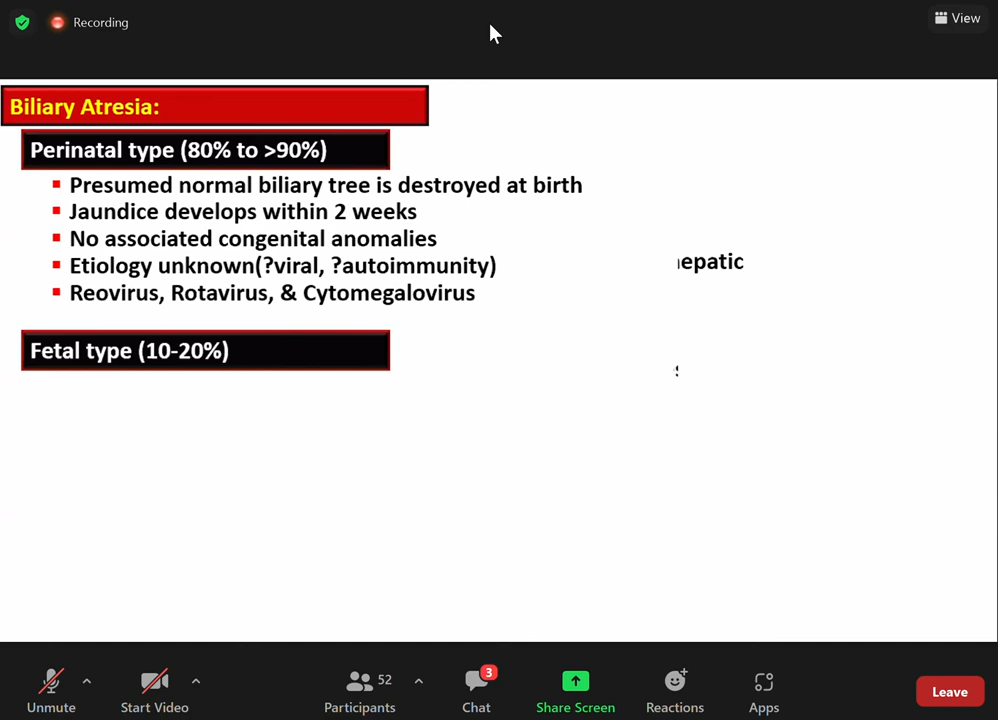 Recording
View
Biliary Atresia:
Perinatal type (80% to >90%)
▪ Presumed normal biliary tree is destroyed at birth
▪ Jaundice develops within 2 weeks
▪ No associated congenital anomalies
▪ Etiology unknown(?viral, ?autoimmunity)
epatic
▪ Reovirus, Rotavirus, & Cytomegalovirus
Fetal type (10-20%)
52
3
Unmute
Start Video
Participants
Chat
Share Screen
Reactions
Apps
Leave